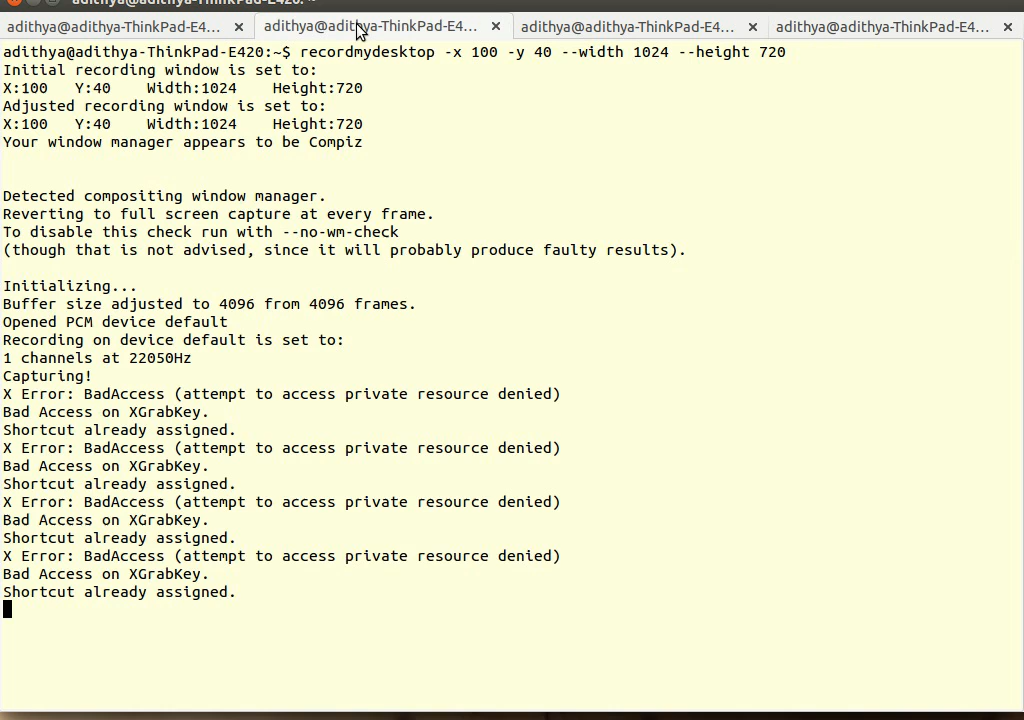 adithya@adithya-ThinkPad-E420: ~
adithya@adithya-ThinkPad-E4... × adithya@adithya-ThinkPad-E4... × adithya@adithya-ThinkPad-E4... × adithya@adithya-ThinkPad-E4... ×
adithya@adithya-ThinkPad-E420:~$ recordmydesktop -x 100 -y 40 --width 1024 --height 720
Initial recording window is set to:
X:100   Y:40    Width:1024    Height:720
Adjusted recording window is set to:
X:100   Y:40    Width:1024    Height:720
Your window manager appears to be Compiz
Detected compositing window manager.
Reverting to full screen capture at every frame.
To disable this check run with --no-wm-check
(though that is not advised, since it will probably produce faulty results).
Initializing...
Buffer size adjusted to 4096 from 4096 frames.
Opened PCM device default
Recording on device default is set to:
1 channels at 22050Hz
Capturing!
X Error: BadAccess (attempt to access private resource denied)
Bad Access on XGrabKey.
Shortcut already assigned.
X Error: BadAccess (attempt to access private resource denied)
Bad Access on XGrabKey.
Shortcut already assigned.
X Error: BadAccess (attempt to access private resource denied)
Bad Access on XGrabKey.
Shortcut already assigned.
X Error: BadAccess (attempt to access private resource denied)
Bad Access on XGrabKey.
Shortcut already assigned.